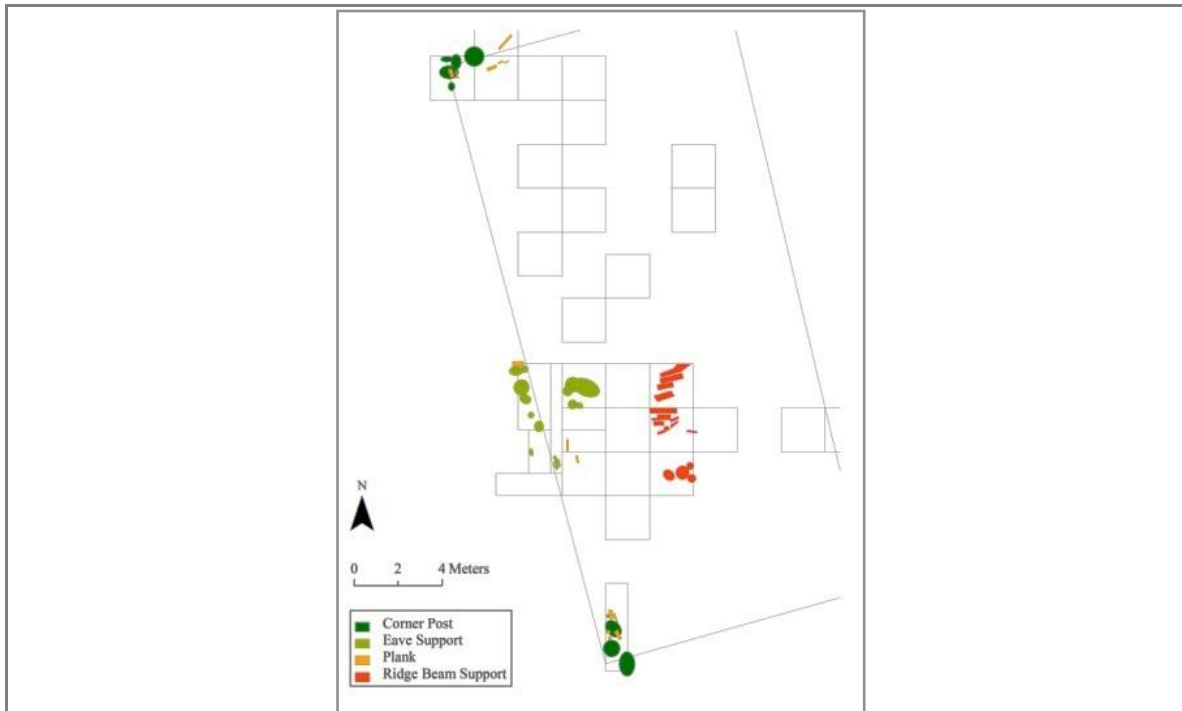 N
0 2 4 Meters
Corner Post
Eave Support
Plank
Ridge Beam Support